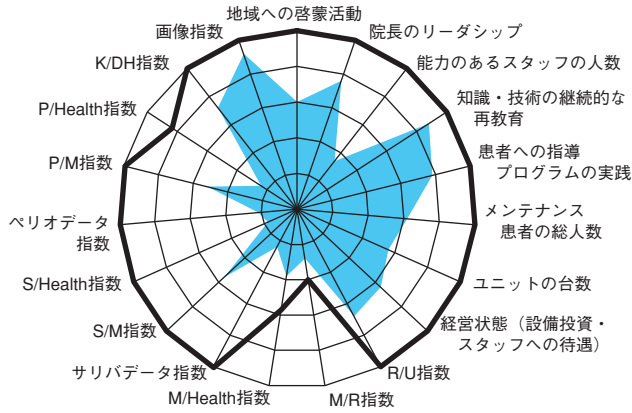 地域への啓蒙活動
院長のリーダシップ
能力のあるスタッフの人数
知識・技術の継続的な
再教育
患者への指導
プログラムの実践
メンテナンス
患者の総人数
ユニットの台数
経営状態（設備投資・
スタッフへの待遇）
R/U指数
M/R指数
M/Health指数
サリバデータ指数
S/M指数
S/Health指数
ペリオデータ
指数
P/M指数
P/Health指数
K/DH指数
画像指数